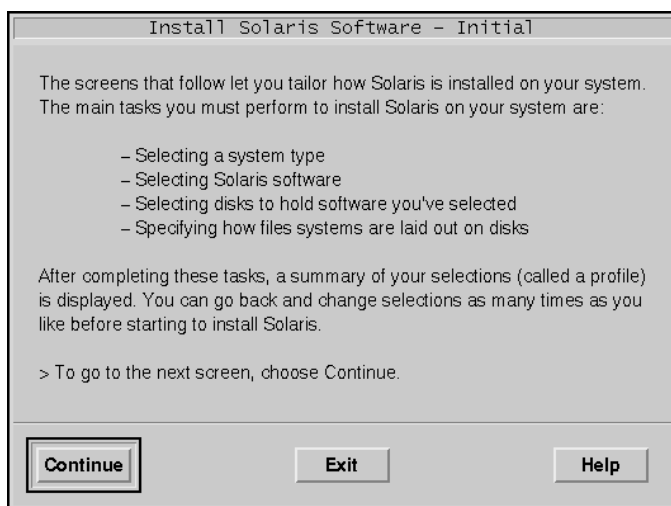 Install Solaris Software – Initial
The screens that follow let you tailor how Solaris is installed on your system.
The main tasks you must perform to install Solaris on your system are:
– Selecting a system type
– Selecting Solaris software
– Selecting disks to hold software you've selected
– Specifying how files systems are laid out on disks
After completing these tasks, a summary of your selections (called a profile)
is displayed. You can go back and change selections as many times as you
like before starting to install Solaris.
> To go to the next screen, choose Continue.
Continue Exit Help